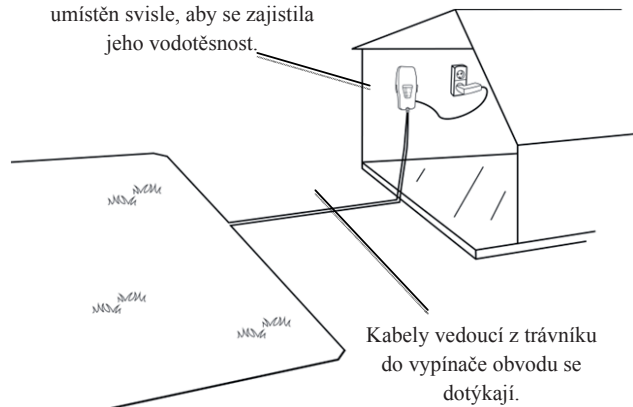 umístěn svisle, aby se zajistila
jeho vodotěsnost.
Kabely vedoucí z trávníku
do vypínače obvodu se
dotýkají.